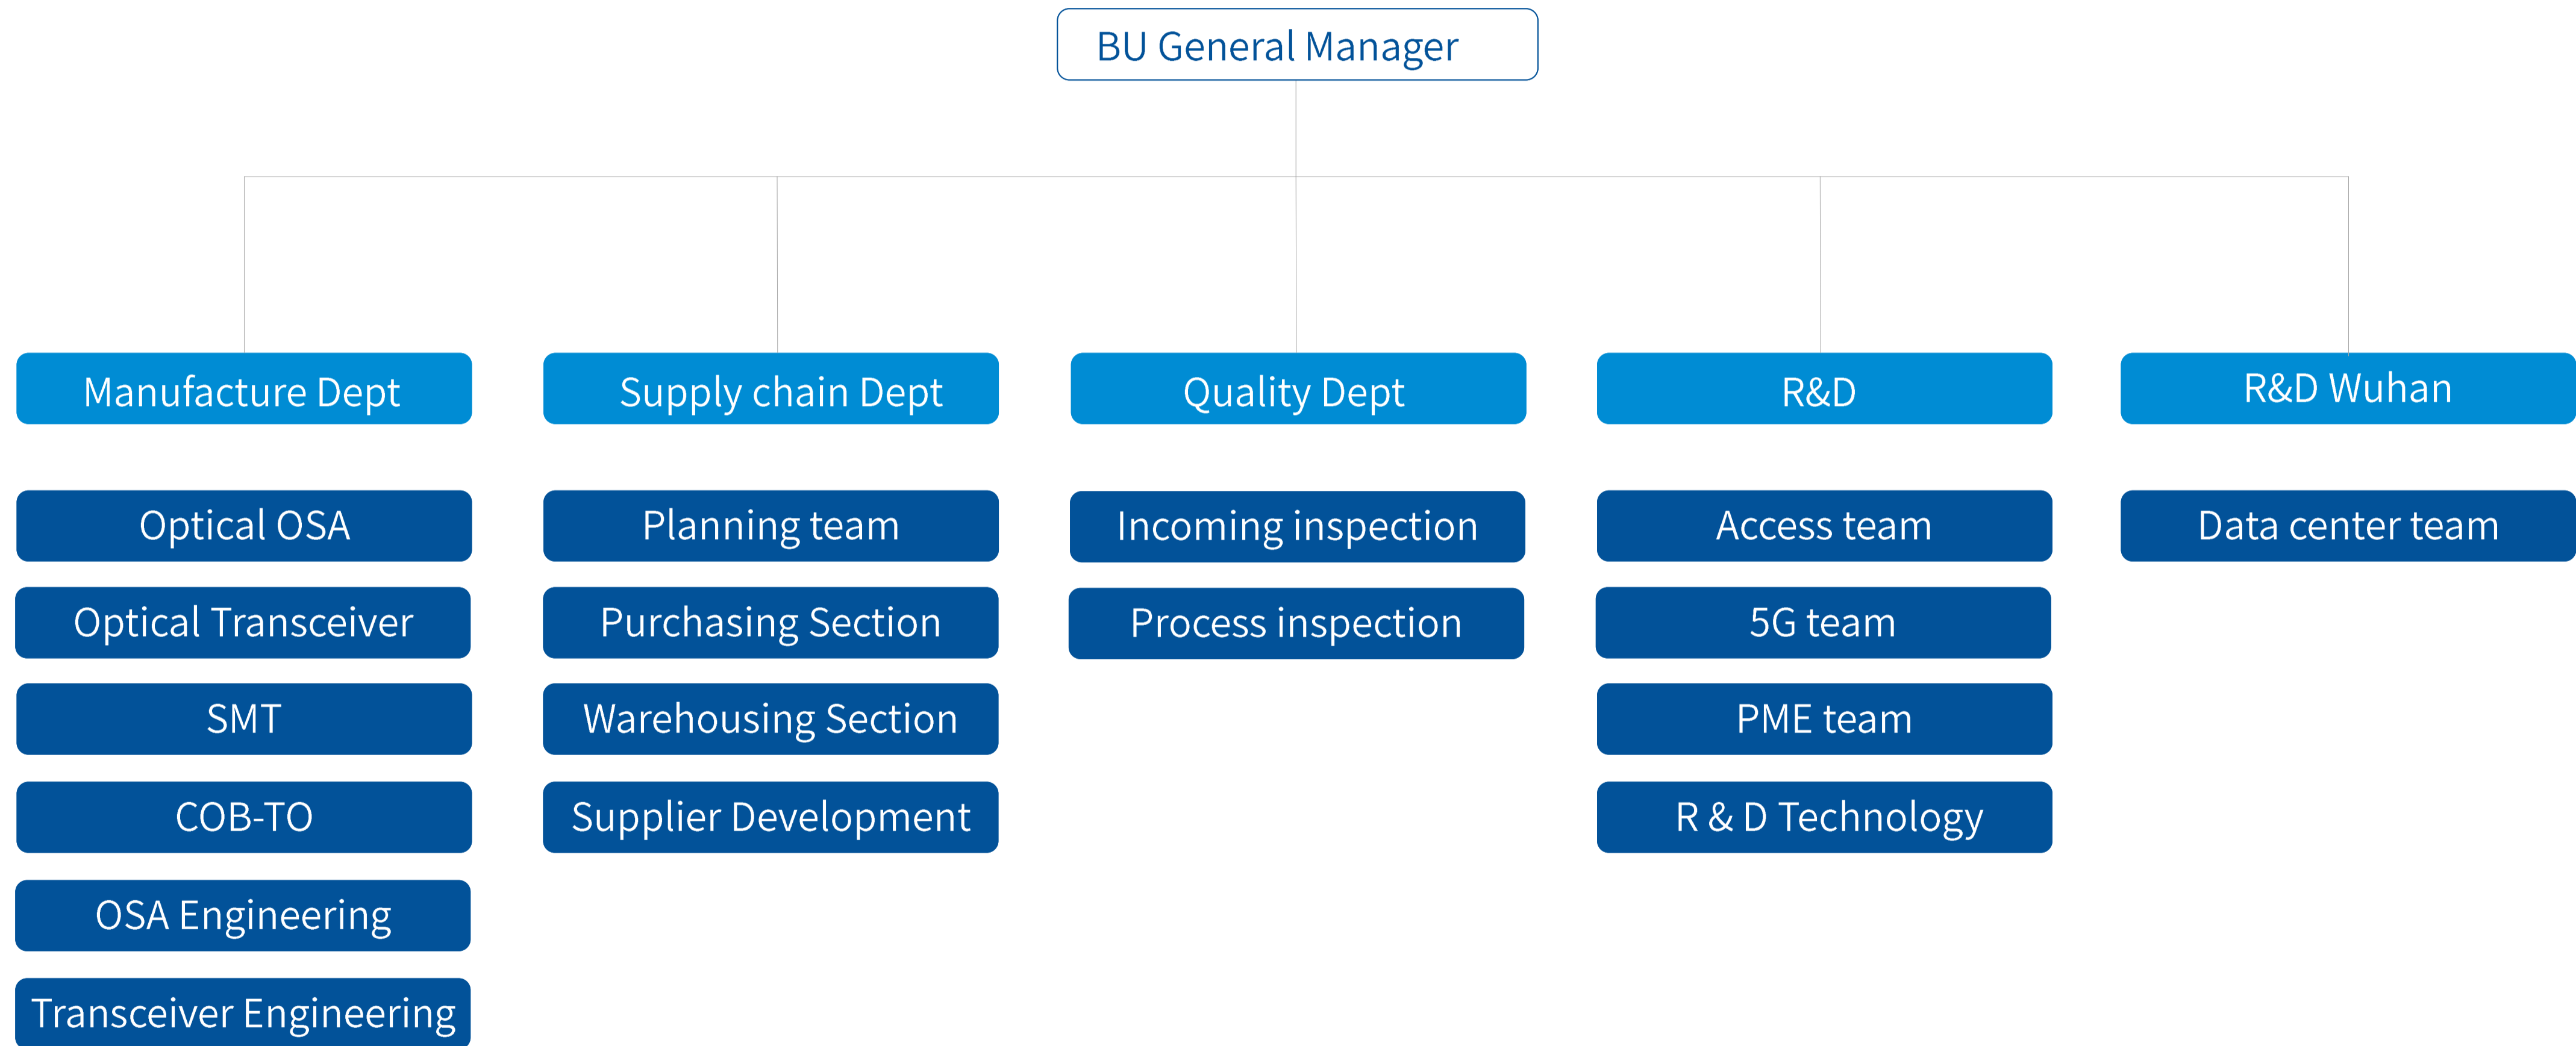 BU General Manager
Manufacture Dept
Supply chain Dept
Quality Dept
R&D
R&D Wuhan
Optical OSA
Planning team
Incoming inspection
Access team
Data center team
Optical Transceiver
Purchasing Section
Process inspection
5G team
SMT
Warehousing Section
PME team
COB-TO
Supplier Development
R & D Technology
OSA Engineering
Transceiver Engineering